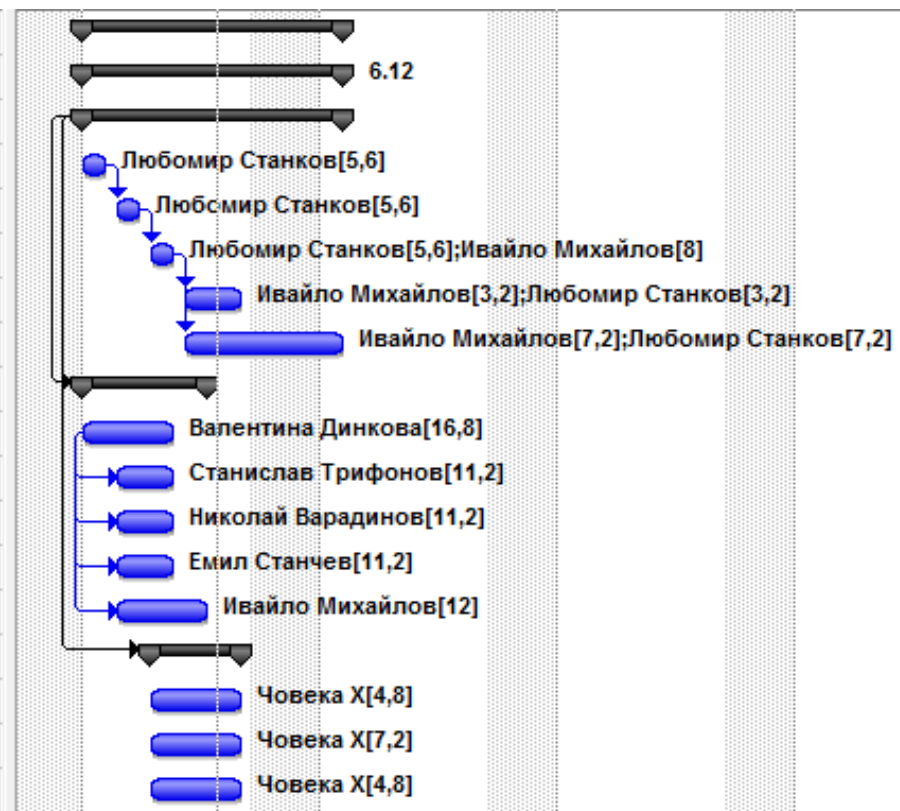 6.12
Любомир Станков[5,6]
Любомир Станков[5,6]
Любомир Станков[5,6];Ивайло Михайлов[8]
Ивайло Михайлов[3,2];Любомир Станков[3,2]
Ивайло Михайлов[7,2];Любомир Станков[7,2]
Валентина Динкова[16,8]
Станислав Трифонов[11,2]
Николай Варадинов[11,2]
Емил Станчев[11,2]
Ивайло Михайлов[12]
Човека X[4,8]
Човека X[7,2]
Човека X[4,8]